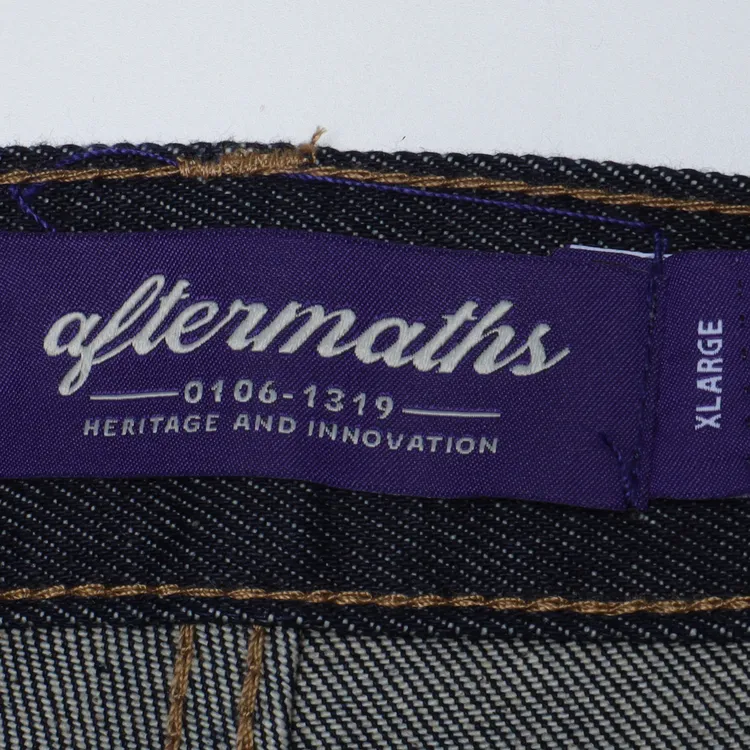 aftermaths
0106-1319
HERITAGE AND INNOVATION
XLARGE